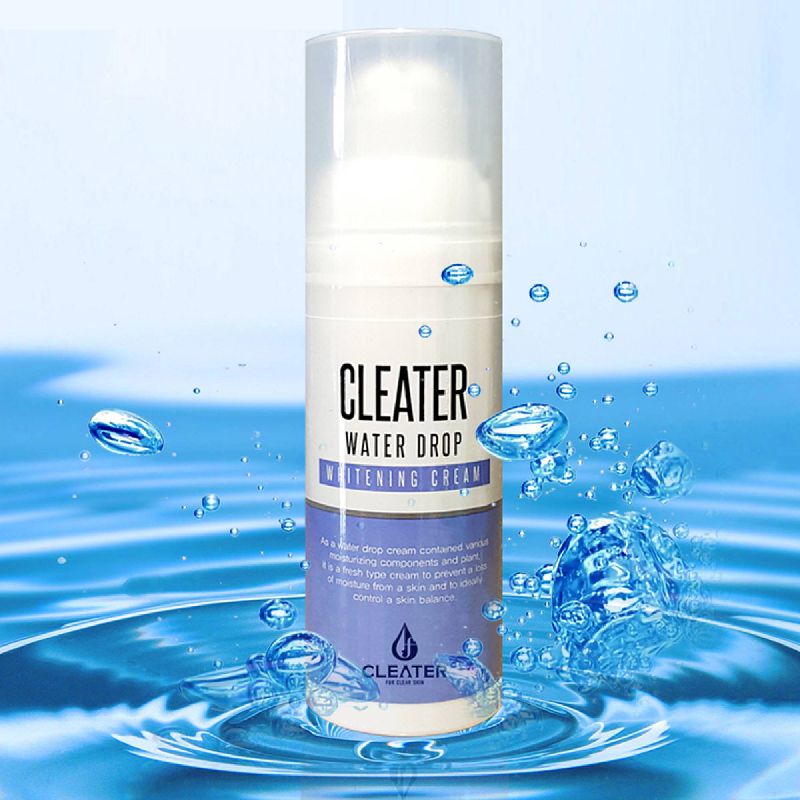 CLEATER
WATER DROP
WHITENING CREAM
As a water drop cream contained various
moisturizing components and plant,
it is a fresh type cream to prevent a loss
of moisture from a skin and to ideally
control a skin balance.
CLEATER
FOR CLEAR SKIN